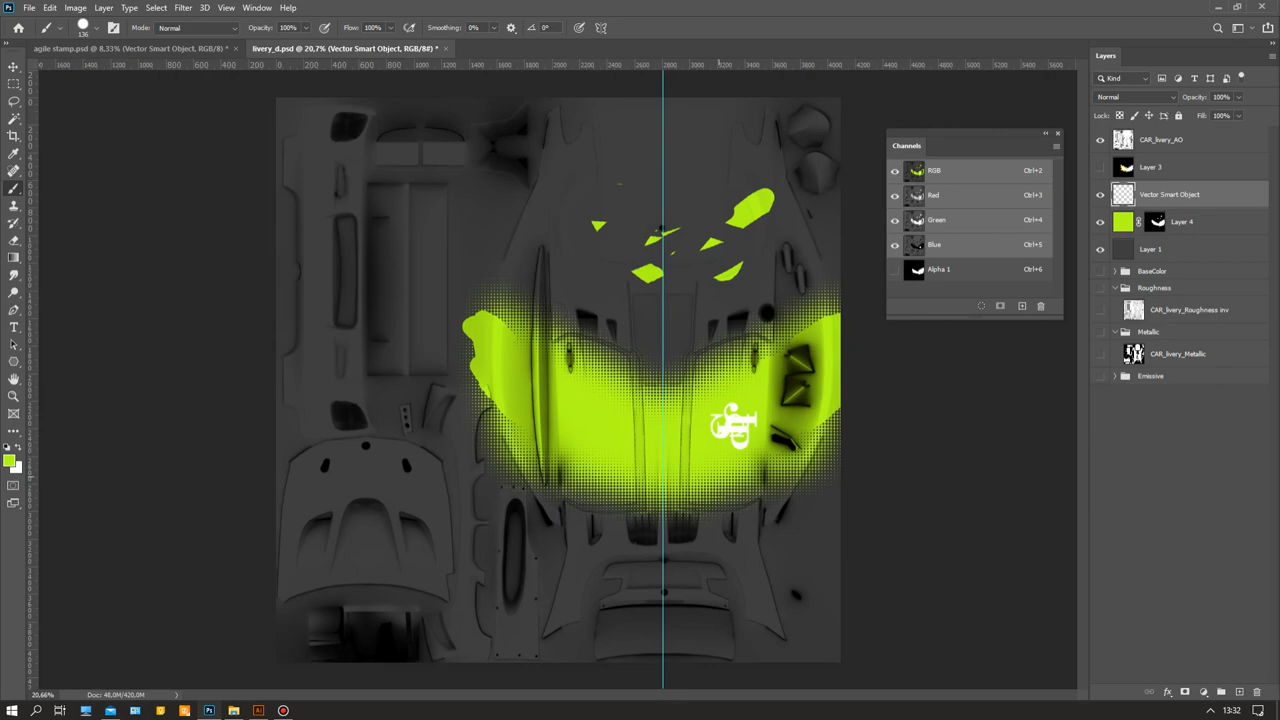 File Edit Image Layer Type Select Filter 3D View Window Help
136 Mode: Normal Opacity: 100% Flow: 100% Smoothing: 0% 0°
agile stamp.psd @ 8,33% (Vector Smart Object, RGB/8) * × livery_d.psd @ 20,7% (Vector Smart Object, RGB/8#) * ×
Layers
Kind
Normal Opacity: 100%
Lock: Fill: 100%
CAR_livery_AO
Layer 3
Vector Smart Object
Layer 4
Layer 1
BaseColor
Roughness
CAR_livery_Roughness inv
Metallic
CAR_livery_Metallic
Emissive
Channels
RGB Ctrl+2
Red Ctrl+3
Green Ctrl+4
Blue Ctrl+5
Alpha 1 Ctrl+6
20,66% Doc: 48,0M/420,0M
13:32